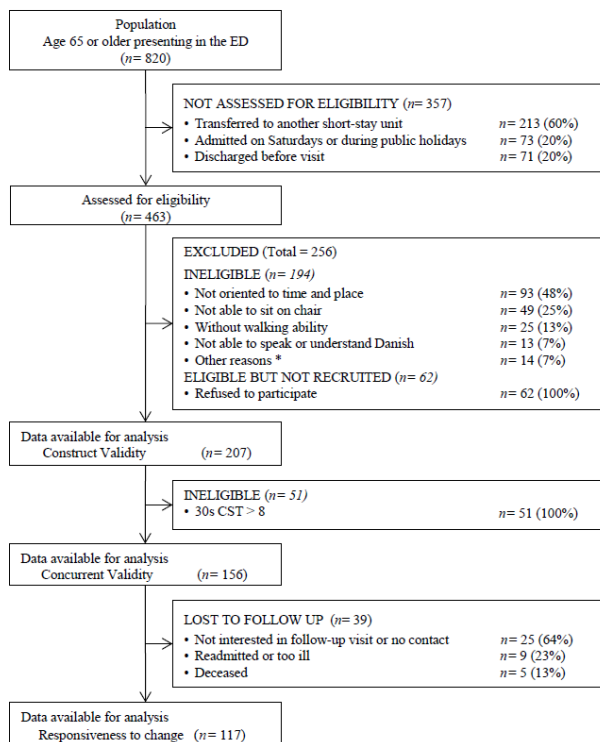 Population
Age 65 or older presenting in the ED
(n= 820)
NOT ASSESSED FOR ELIGIBILITY (n= 357)
• Transferred to another short-stay unit n= 213 (60%)
• Admitted on Saturdays or during public holidays n= 73 (20%)
• Discharged before visit n= 71 (20%)
Assessed for eligibility
(n= 463)
EXCLUDED (Total = 256)
INELIGIBLE (n= 194)
• Not oriented to time and place n= 93 (48%)
• Not able to sit on chair n= 49 (25%)
• Without walking ability n= 25 (13%)
• Not able to speak or understand Danish n= 13 (7%)
• Other reasons * n= 14 (7%)
ELIGIBLE BUT NOT RECRUITED (n= 62)
• Refused to participate n= 62 (100%)
Data available for analysis
Construct Validity (n= 207)
INELIGIBLE (n= 51)
• 30s CST > 8 n= 51 (100%)
Data available for analysis
Concurrent Validity (n= 156)
LOST TO FOLLOW UP (n= 39)
• Not interested in follow-up visit or no contact n= 25 (64%)
• Readmitted or too ill n= 9 (23%)
• Deceased n= 5 (13%)
Data available for analysis
Responsiveness to change (n= 117)